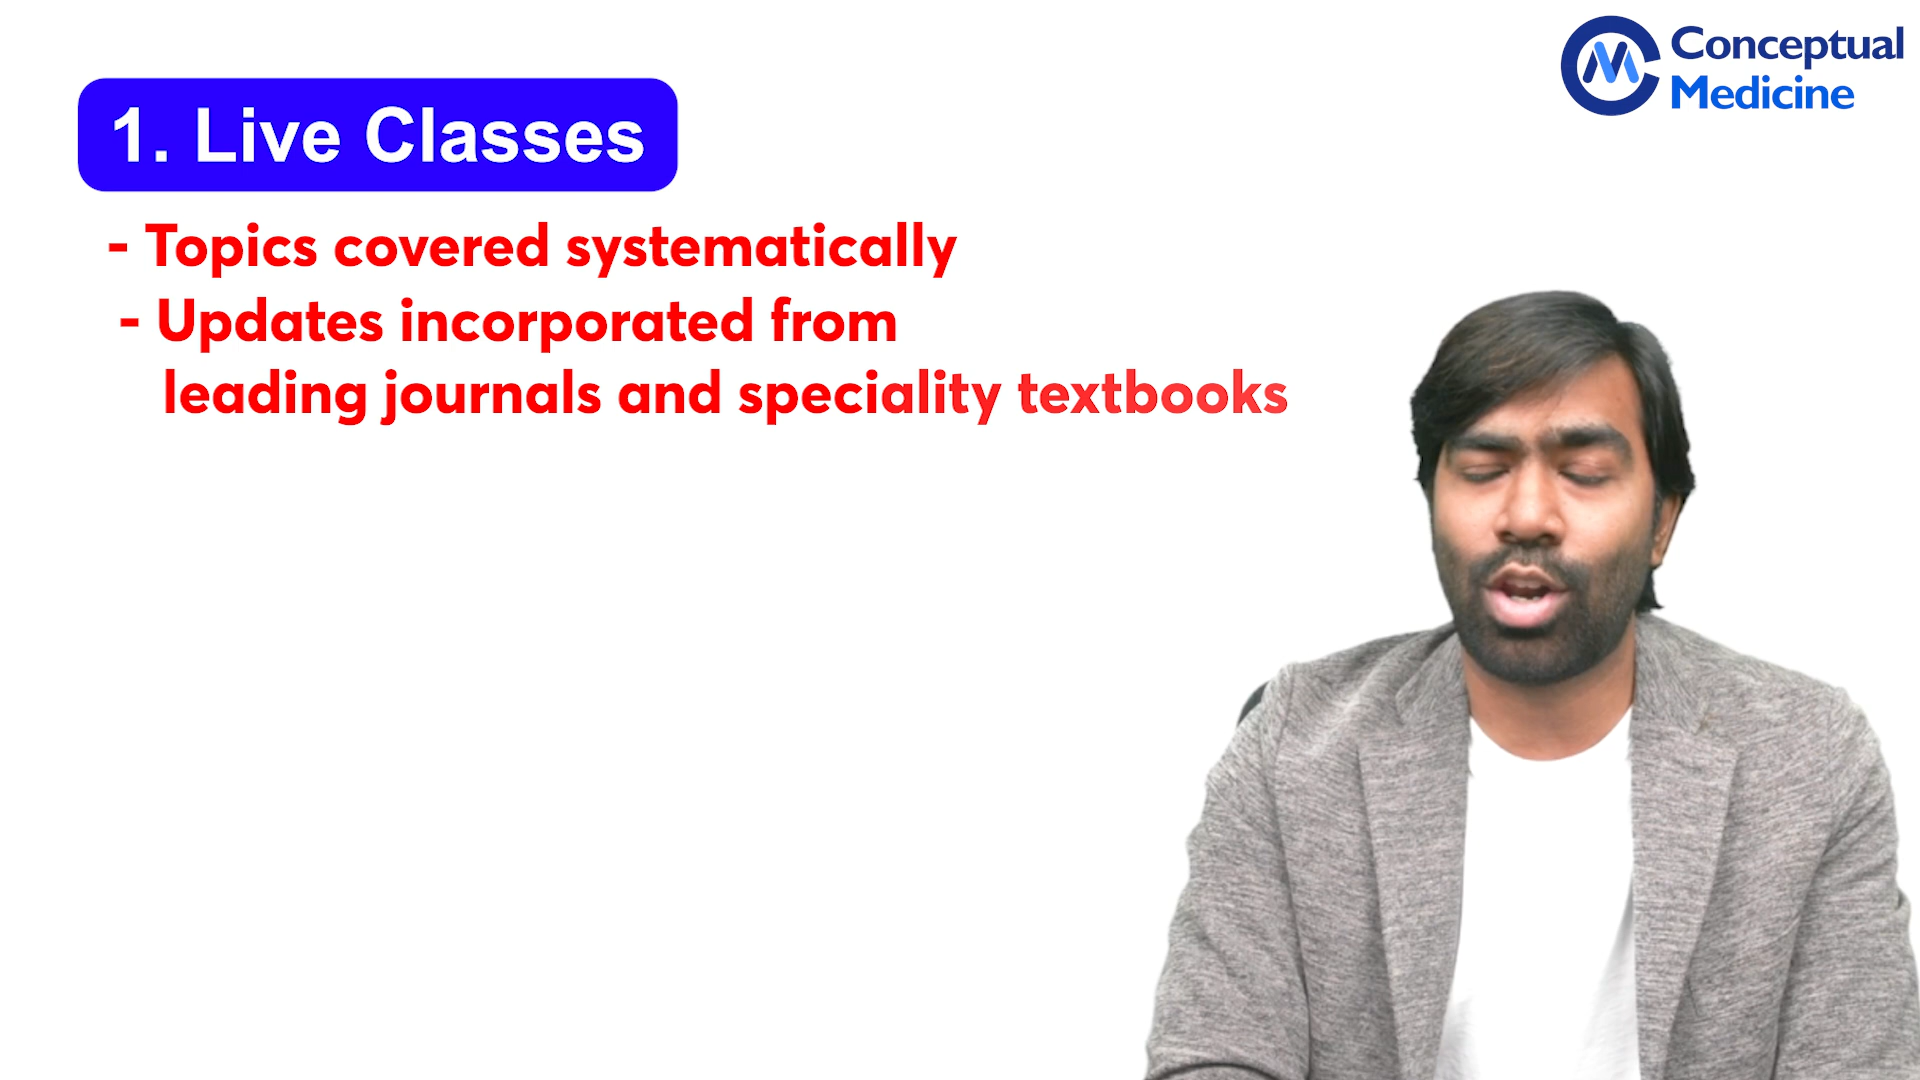 Conceptual
Medicine
1. Live Classes
- Topics covered systematically
- Updates incorporated from
leading journals and speciality textbooks